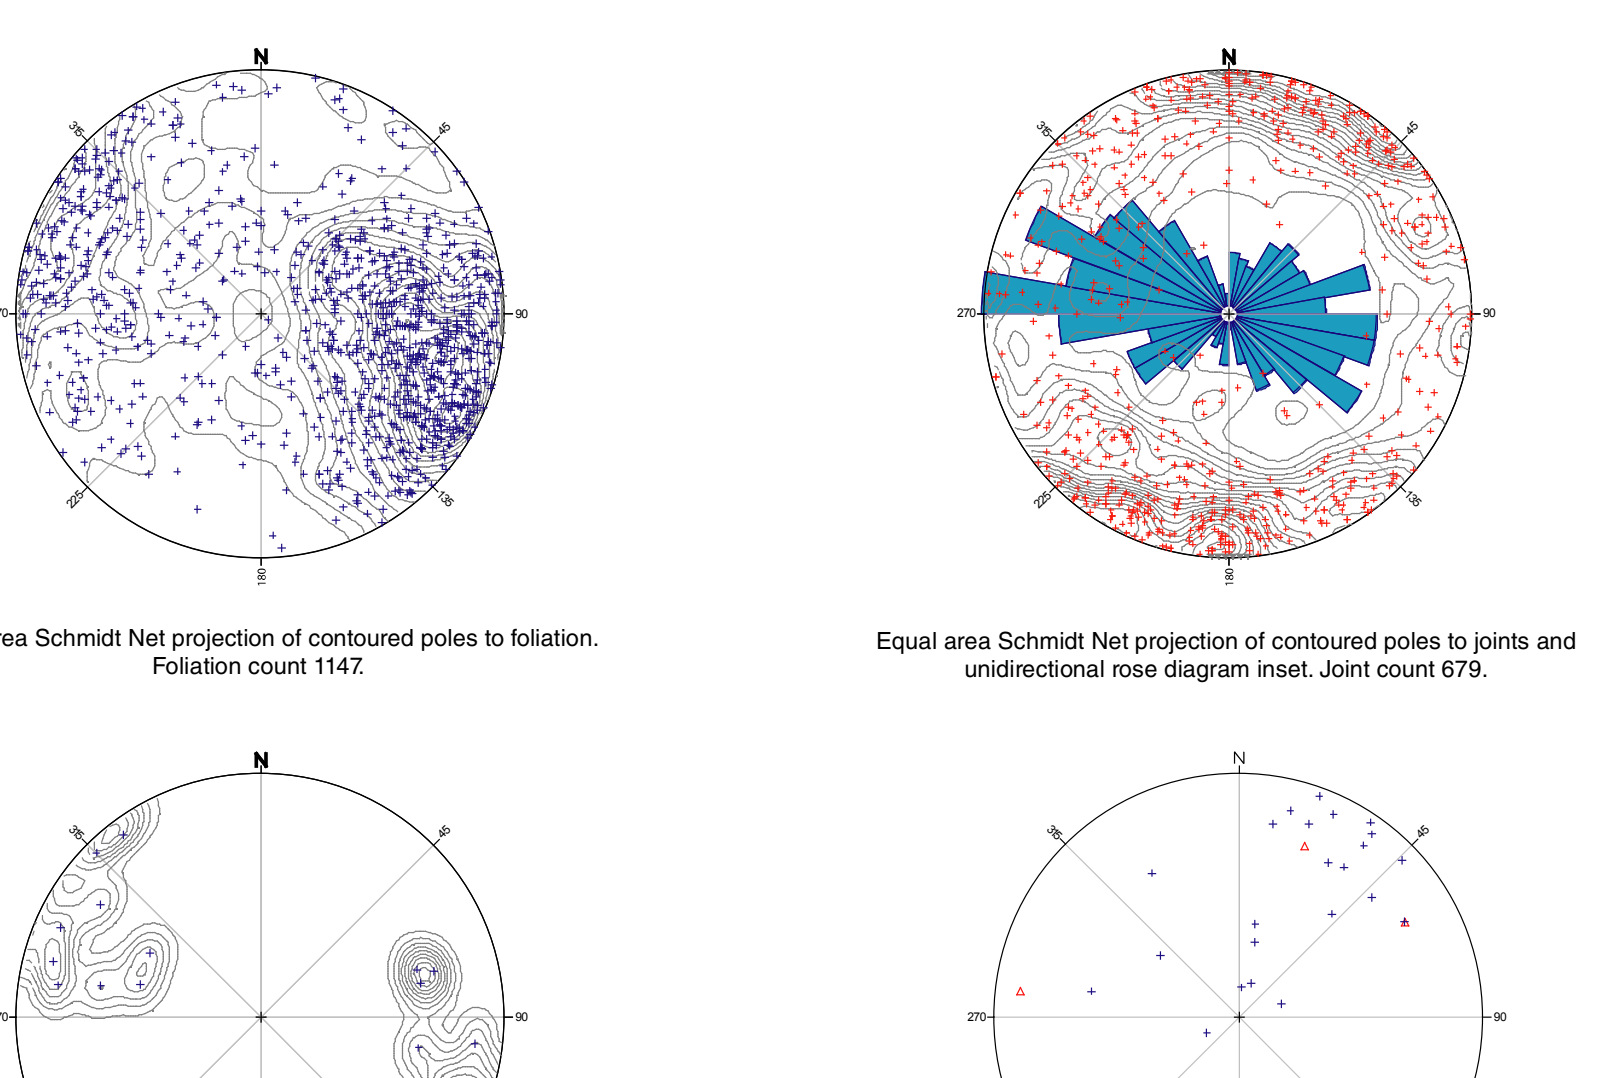 N
N
315
45
315
45
70
90
270
90
225
135
225
135
180
180
rea Schmidt Net projection of contoured poles to foliation.
Foliation count 1147.
Equal area Schmidt Net projection of contoured poles to joints and
unidirectional rose diagram inset. Joint count 679.
N
N
315
45
315
45
70
90
270
90